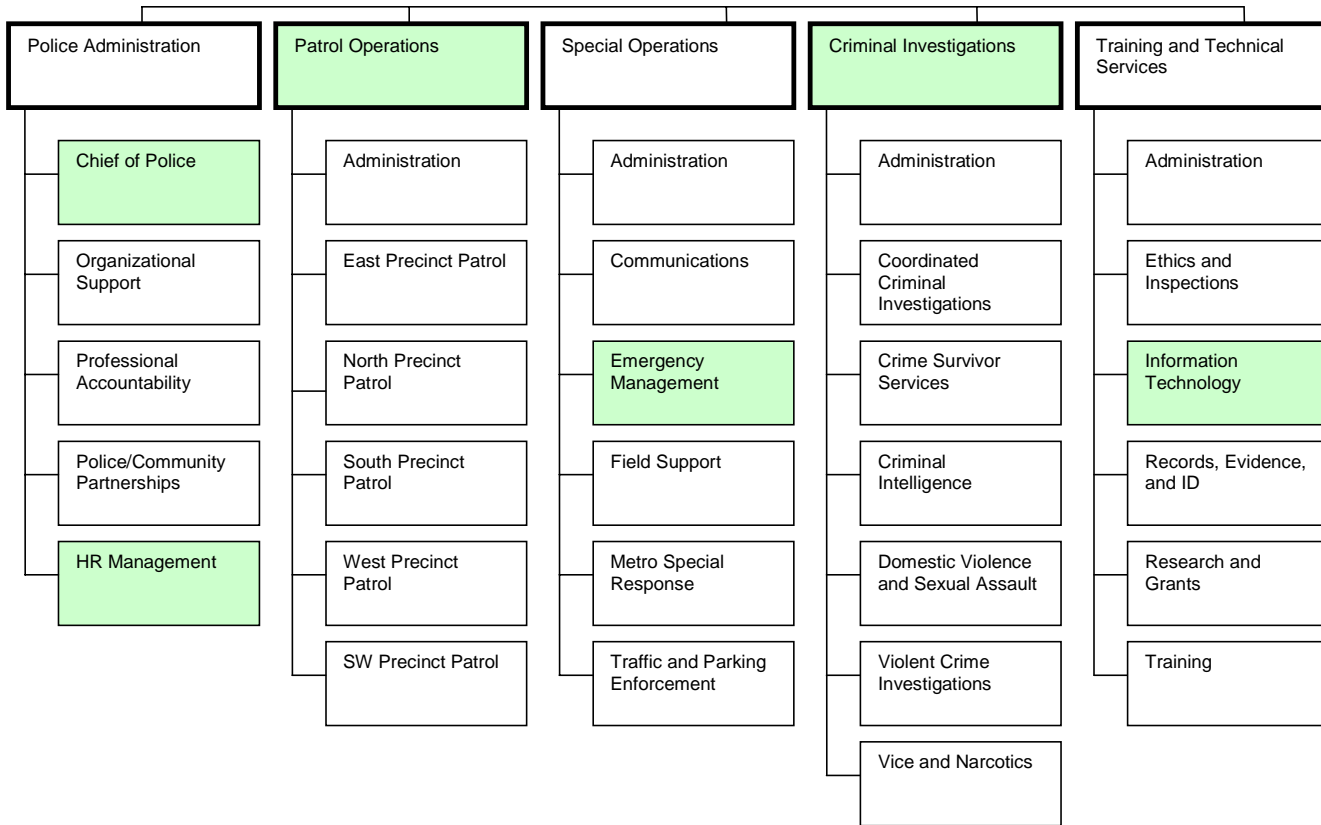 Police Administration
Patrol Operations
Special Operations
Criminal Investigations
Training and Technical
Services
Chief of Police
Organizational
Support
Professional
Accountability
Police/Community
Partnerships
HR Management
Administration
East Precinct Patrol
North Precinct
Patrol
South Precinct
Patrol
West Precinct
Patrol
SW Precinct Patrol
Administration
Communications
Emergency
Management
Field Support
Metro Special
Response
Traffic and Parking
Enforcement
Administration
Coordinated
Criminal
Investigations
Crime Survivor
Services
Criminal
Intelligence
Domestic Violence
and Sexual Assault
Violent Crime
Investigations
Vice and Narcotics
Administration
Ethics and
Inspections
Information
Technology
Records, Evidence,
and ID
Research and
Grants
Training